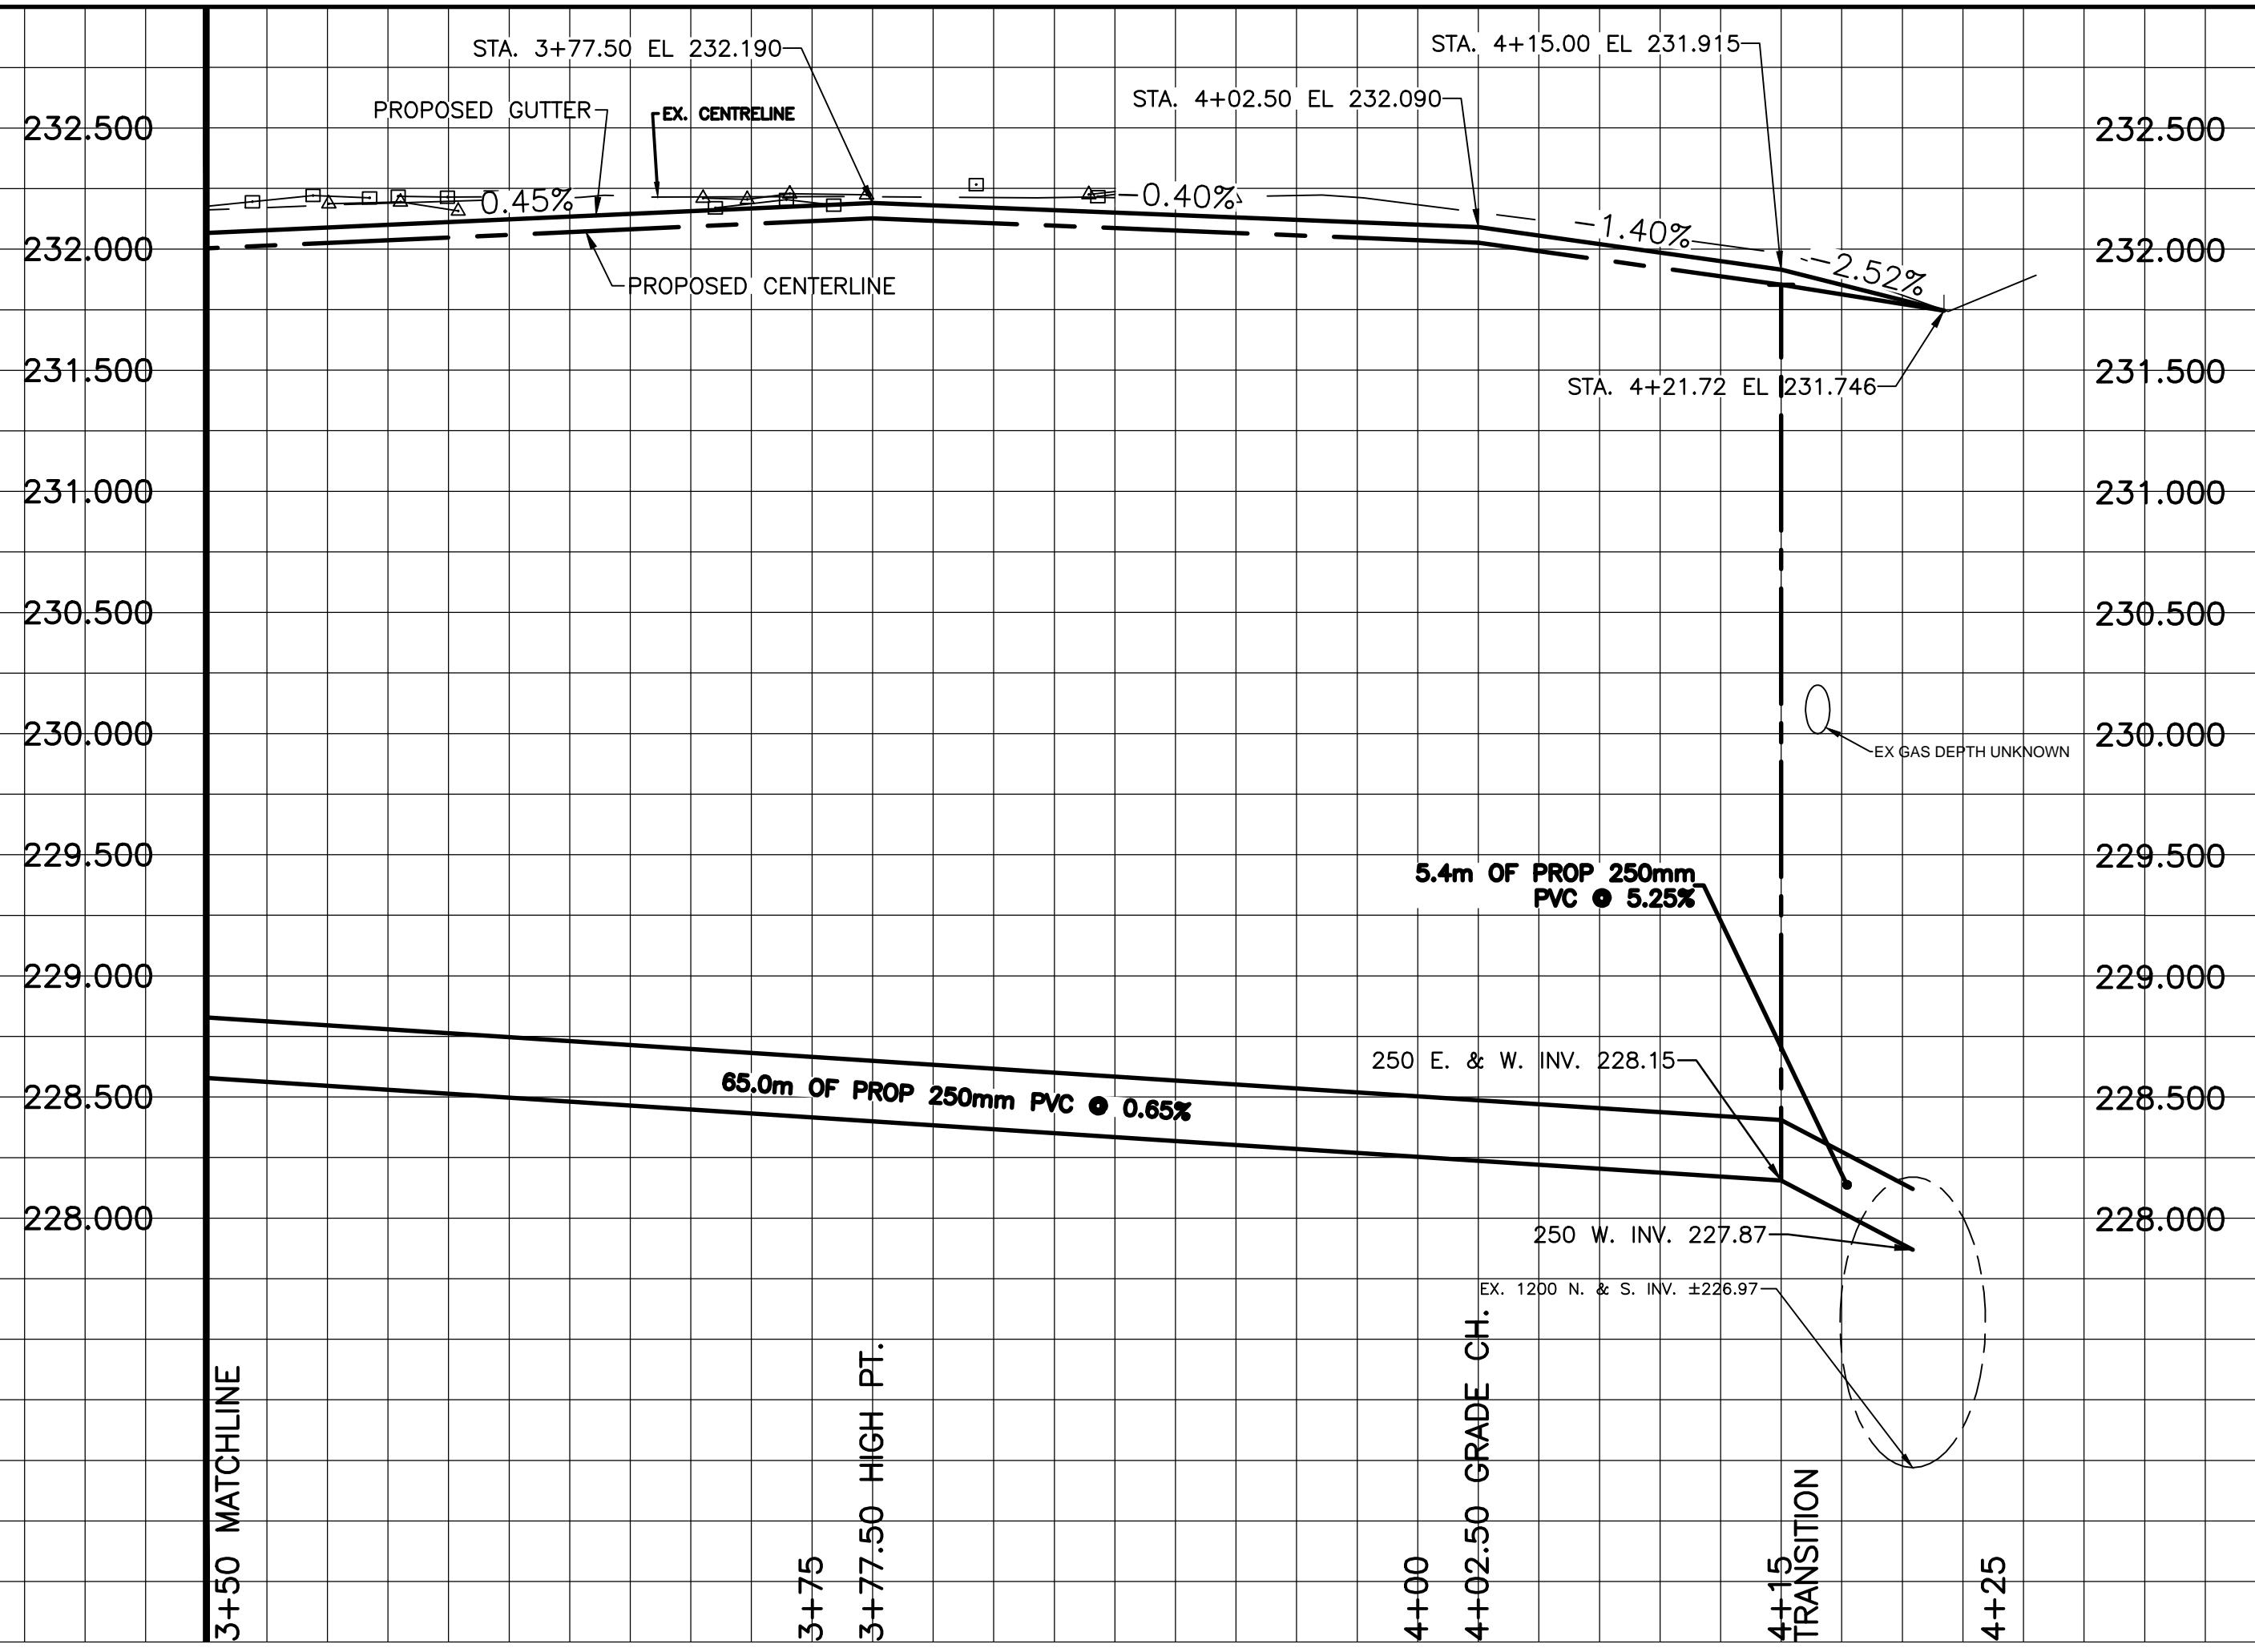 STA. 3+77.50 EL 232.190
STA. 4+15.00 EL 231.915
STA. 4+02.50 EL 232.090
PROPOSED GUTTER
EX. CENTRELINE
232.500
232.500
0.45%
0.40%
1.40%
232.000
232.000
2.52%
PROPOSED CENTERLINE
231.500
231.500
STA. 4+21.72 EL 231.746
231.000
231.000
230.500
230.500
230.000
230.000
EX GAS DEPTH UNKNOWN
229.500
229.500
5.4m OF PROP 250mm
PVC @ 5.25%
229.000
229.000
250 E. & W. INV. 228.15
228.500
228.500
65.0m OF PROP 250mm PVC @ 0.65%
228.000
228.000
250 W. INV. 227.87
EX. 1200 N. & S. INV. ±226.97
3+50 MATCHLINE
3+75
3+77.50 HIGH PT.
4+00
4+02.50 GRADE CH.
4+15
TRANSITION
4+25